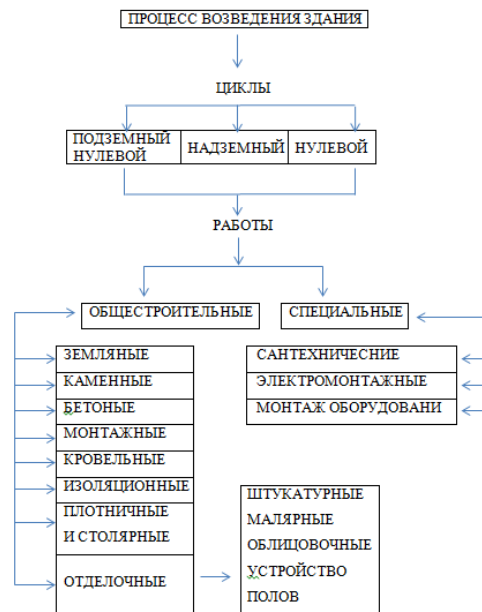 ПРОЦЕСС ВОЗВЕДЕНИЯ ЗДАНИЯ
ЦИКЛЫ
ПОДЗЕМНЫЙ
НУЛЕВОЙ
НАДЗЕМНЫЙ
НУЛЕВОЙ
РАБОТЫ
ОБЩЕСТРОИТЕЛЬНЫЕ
СПЕЦИАЛЬНЫЕ
ЗЕМЛЯНЫЕ
КАМЕННЫЕ
БЕТОНЫЕ
МОНТАЖНЫЕ
КРОВЕЛЬНЫЕ
ИЗОЛЯЦИОННЫЕ
ПЛОТНИЧНЫЕ
И СТОЛЯРНЫЕ
ОТДЕЛОЧНЫЕ
САНТЕХНИЧЕСНИЕ
ЭЛЕКТРОМОНТАЖНЫЕ
МОНТАЖ ОБОРУДОВАНИ
ШТУКАТУРНЫЕ
МАЛЯРНЫЕ
ОБЛИЦОВОЧНЫЕ
УСТРОЙСТВО
ПОЛОВ